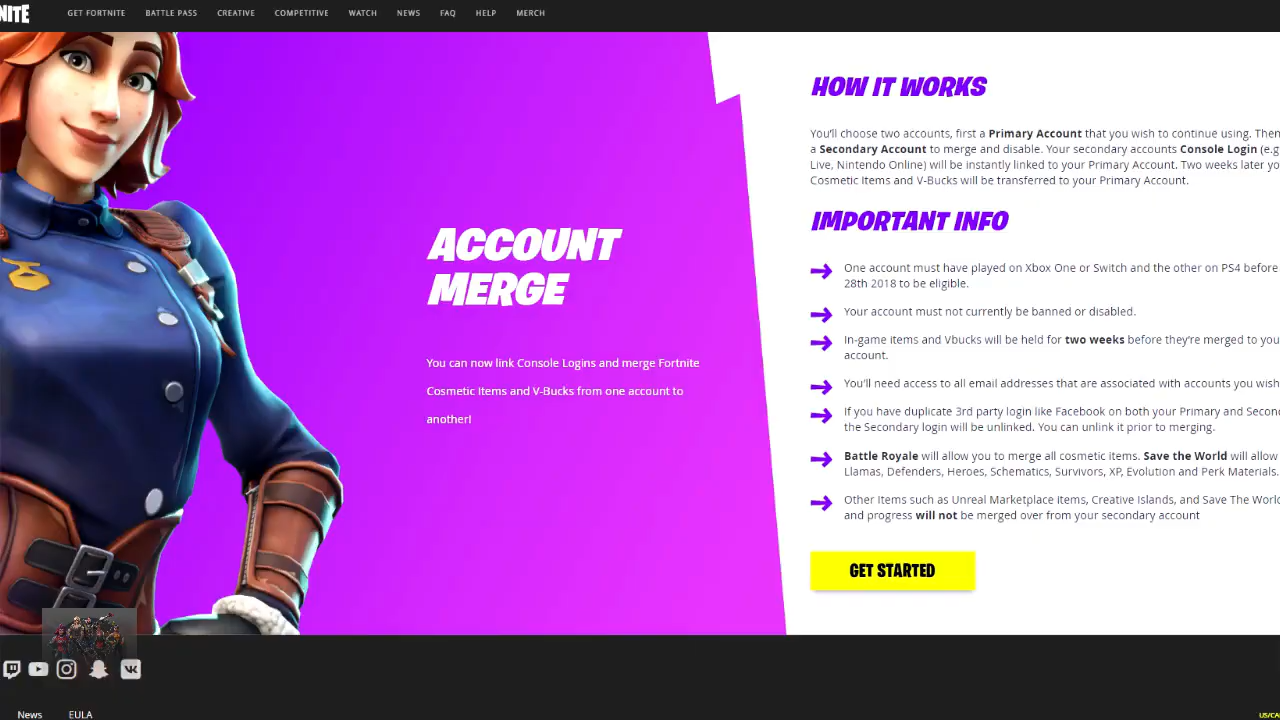 NITE GET FORTNITE BATTLE PASS CREATIVE COMPETITIVE WATCH NEWS FAQ HELP MERCH
ACCOUNT
MERGE
You can now link Console Logins and merge Fortnite
Cosmetic Items and V-Bucks from one account to
another!
HOW IT WORKS
You'll choose two accounts, first a Primary Account that you wish to continue using. Then
a Secondary Account to merge and disable. Your secondary accounts Console Login (e.g
Live, Nintendo Online) will be instantly linked to your Primary Account. Two weeks later yo
Cosmetic Items and V-Bucks will be transferred to your Primary Account.
IMPORTANT INFO
One account must have played on Xbox One or Switch and the other on PS4 before
28th 2018 to be eligible.
Your account must not currently be banned or disabled.
In-game items and Vbucks will be held for two weeks before they're merged to you
account.
You'll need access to all email addresses that are associated with accounts you wish
If you have duplicate 3rd party login like Facebook on both your Primary and Secon
the Secondary login will be unlinked. You can unlink it prior to merging.
Battle Royale will allow you to merge all cosmetic items. Save the World will allow
Llamas, Defenders, Heroes, Schematics, Survivors, XP, Evolution and Perk Materials.
Other Items such as Unreal Marketplace items, Creative Islands, and Save The World
and progress will not be merged over from your secondary account
GET STARTED
News EULA
US/CA